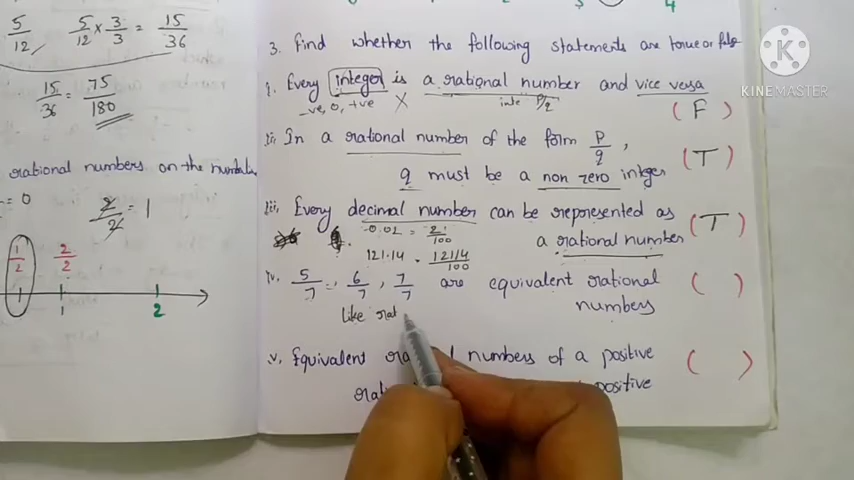 5/12, 5/12 × 3/3 = 15/36
15/36 = 75/180
rational numbers on the
= 0 2/2 = 1
1/2 2/2
1 2
4
3. Find whether the following statements are true or
i. Every integer is a rational number and vice versa
-ve, 0, +ve X inte P/q
( F )
ii. In a rational number of the form P/q,
q must be a non zero integer
( T )
iii. Every decimal number can be represented as
-0.02 = 2/100
a rational number
( T )
121.14 = 12114/100
iv. 5/7, 6/7, 7/7 are equivalent rational
numbers
( )
like rat
v. Equivalent numbers of a positive
( )
positive
KINEMASTER